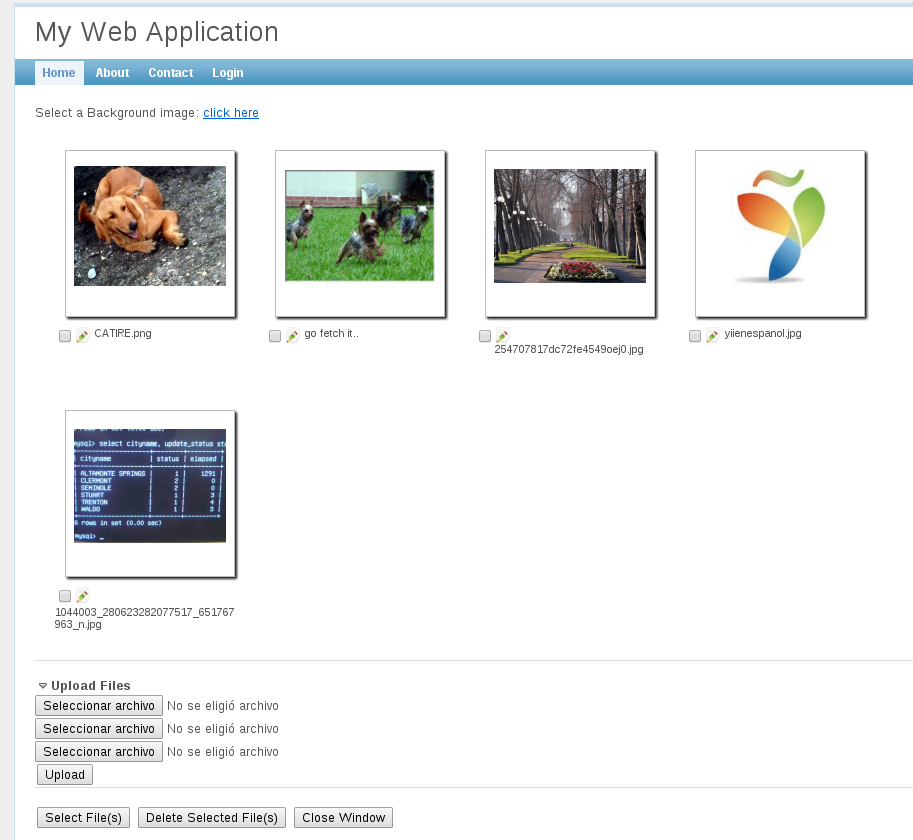 My Web Application
Home About Contact Login
Select a Background image: click here
CATIRE.png
go fetch it..
254707817dc72fe4549oej0.jpg
yiienespanol.jpg
mysql> select cityname, update_status
cityname | status | elapsed |
ALTAMONTE SPRINGS | 1 | 1291 |
CLERMONT | 2 | 0 |
SEMINOLE | 2 | 0 |
STUART | 1 | 3 |
TRENTON | 1 | 4 |
WALDO | 1 | 3 |
6 rows in set (0.00 sec)
mysql> _
1044003_280623282077517_651767
963_n.jpg
Upload Files
Seleccionar archivo No se eligió archivo
Seleccionar archivo No se eligió archivo
Seleccionar archivo No se eligió archivo
Upload
Select File(s) Delete Selected File(s) Close Window